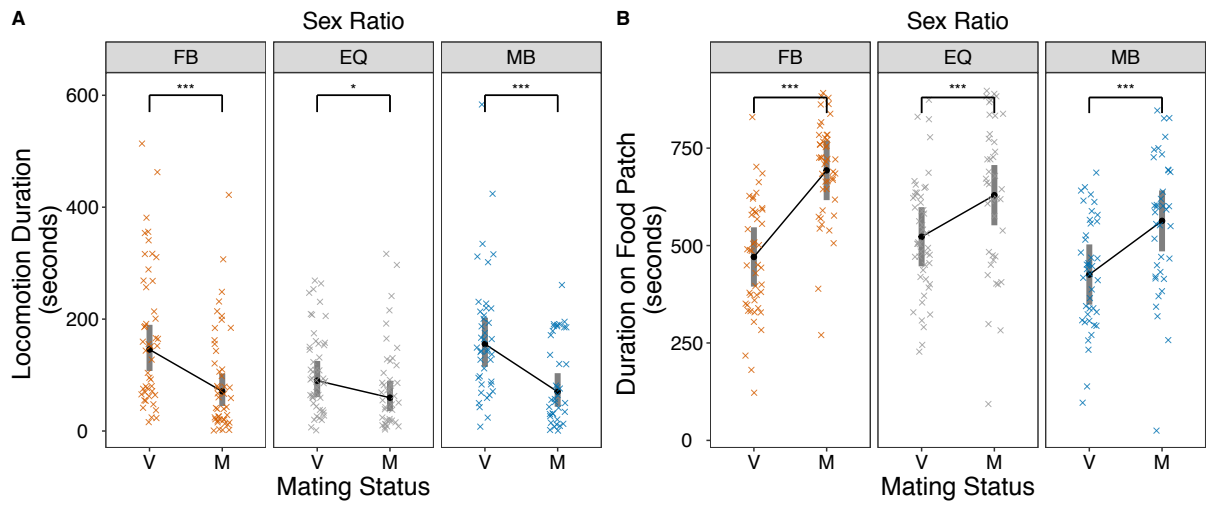 A
Sex Ratio
FB
EQ
MB
***
*
***
600
400
200
0
Locomotion Duration
(seconds)
V
M
V
M
V
M
Mating Status
B
Sex Ratio
FB
EQ
MB
***
***
***
750
500
250
0
Duration on Food Patch
(seconds)
V
M
V
M
V
M
Mating Status